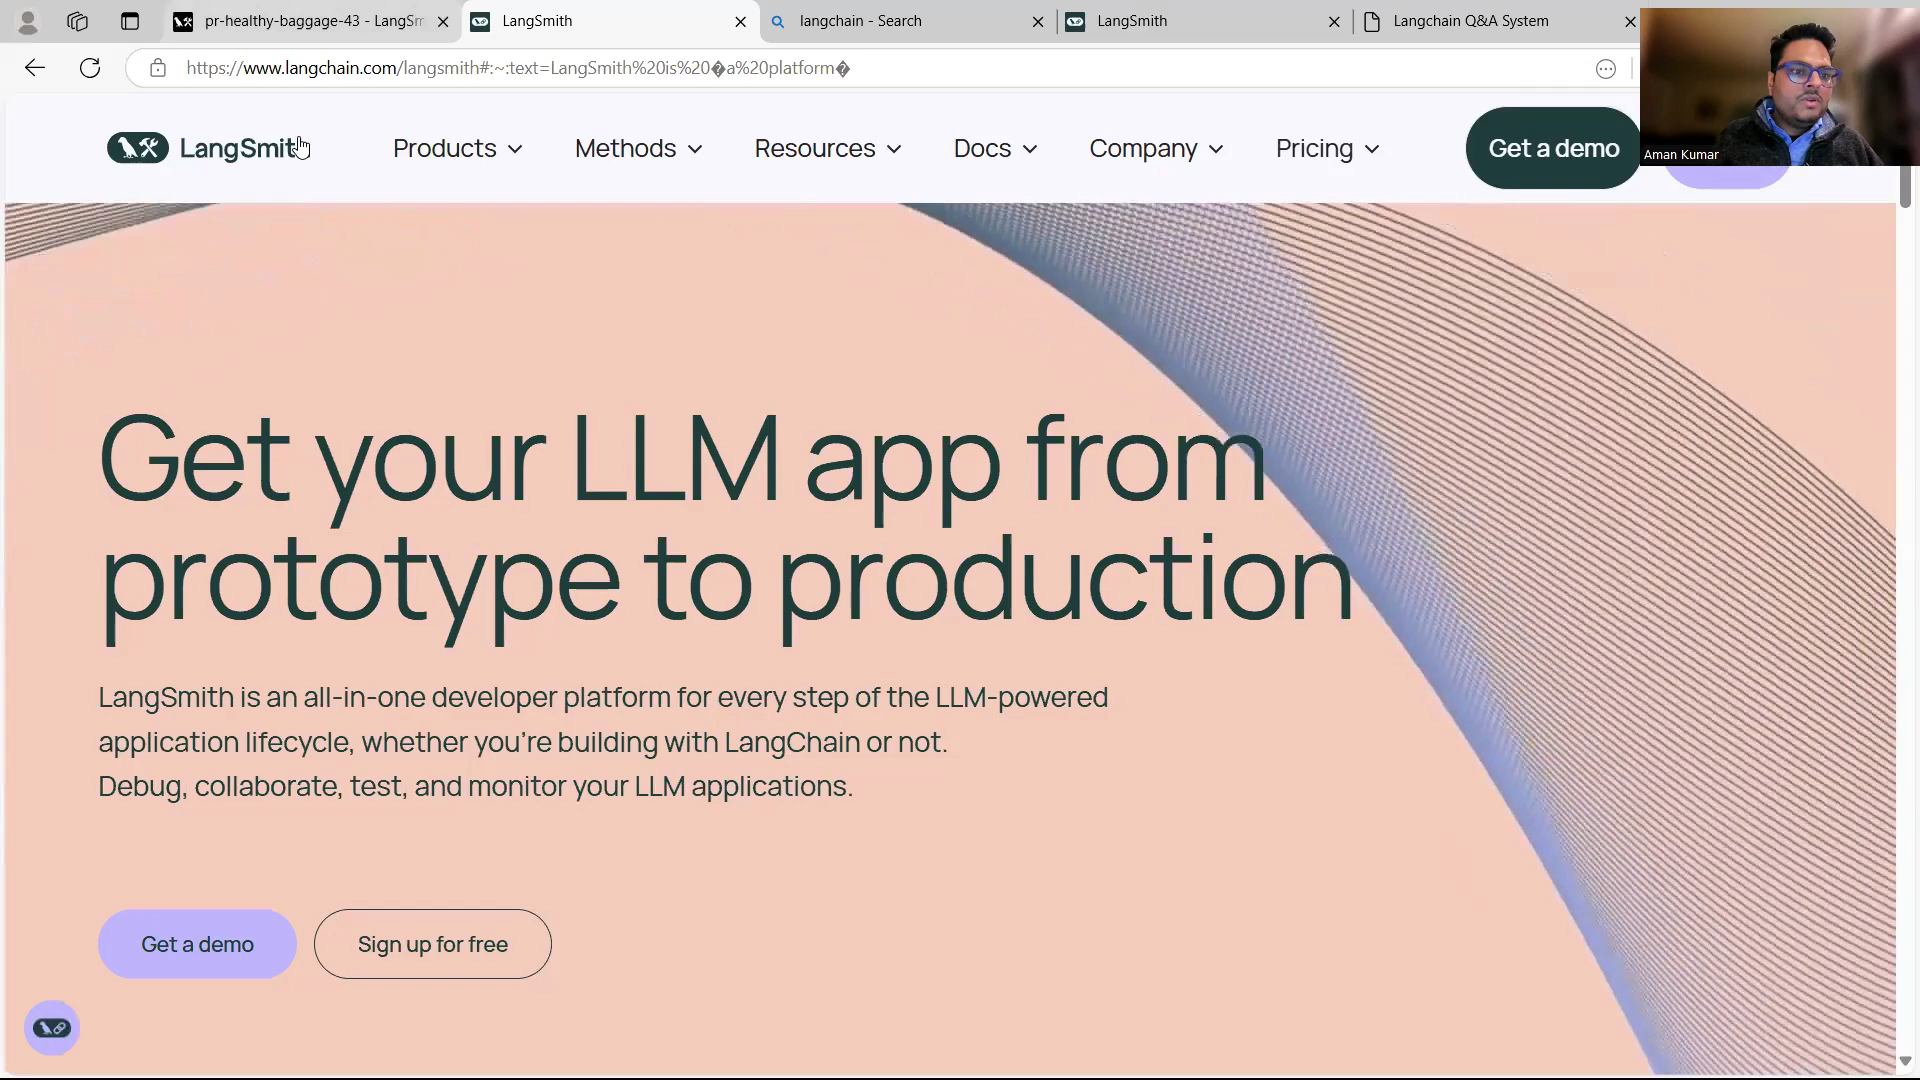 pr-healthy-baggage-43 - LangSm
LangSmith
langchain - Search
LangSmith
Langchain Q&A System
https://www.langchain.com/langsmith#:~:text=LangSmith%20is%20�a%20platform�
LangSmith
Products
Methods
Resources
Docs
Company
Pricing
Get a demo
Aman Kumar
Get your LLM app from
prototype to production
LangSmith is an all-in-one developer platform for every step of the LLM-powered
application lifecycle, whether you’re building with LangChain or not.
Debug, collaborate, test, and monitor your LLM applications.
Get a demo
Sign up for free